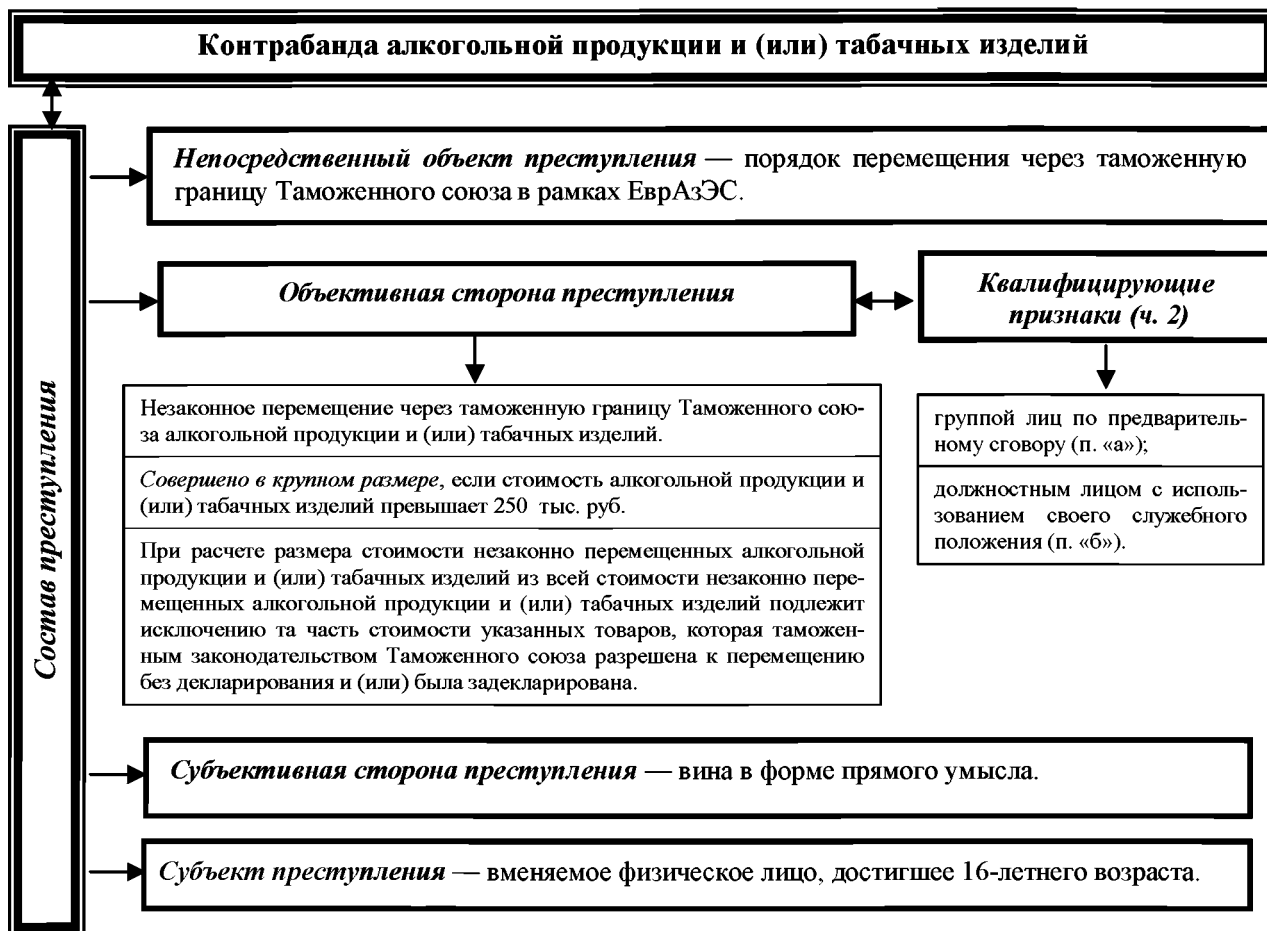 Контрабанда алкогольной продукции и (или) табачных изделий
Состав преступления
Непосредственный объект преступления — порядок перемещения через таможенную
границу Таможенного союза в рамках ЕврАзЭС.
Объективная сторона преступления
Квалифицирующие
признаки (ч. 2)
Незаконное перемещение через таможенную границу Таможенного сою-
за алкогольной продукции и (или) табачных изделий.
Совершено в крупном размере, если стоимость алкогольной продукции и
(или) табачных изделий превышает 250 тыс. руб.
При расчете размера стоимости незаконно перемещенных алкогольной
продукции и (или) табачных изделий из всей стоимости незаконно пере-
мещенных алкогольной продукции и (или) табачных изделий подлежит
исключению та часть стоимости указанных товаров, которая таможен-
ным законодательством Таможенного союза разрешена к перемещению
без декларирования и (или) была задекларирована.
группой лиц по предваритель-
ному сговору (п. «а»);
должностным лицом с исполь-
зованием своего служебного
положения (п. «б»).
Субъективная сторона преступления — вина в форме прямого умысла.
Субъект преступления — вменяемое физическое лицо, достигшее 16-летнего возраста.